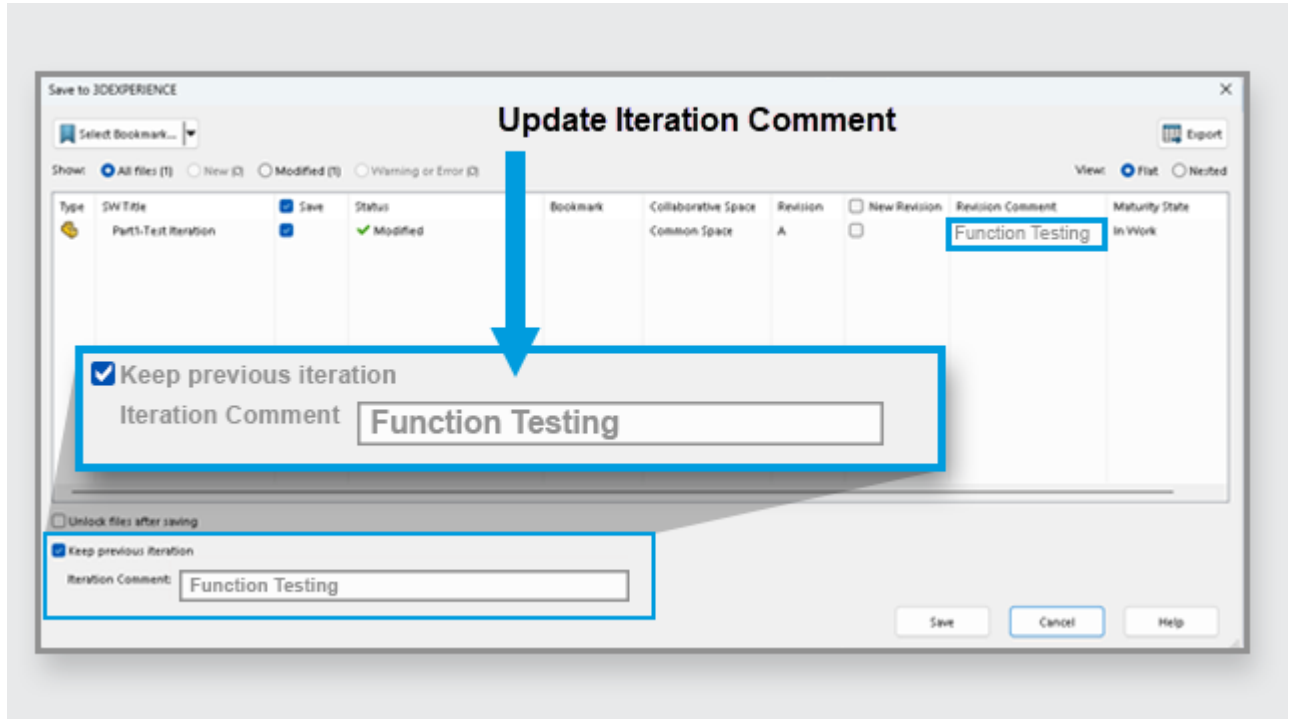 Save to 3DEXPERIENCE
Update Iteration Comment
Select Bookmark...
Export
Show: All files (1) New (0) Modified (1) Warning or Error (0) View: Flat Nested
Type SW Title Save Status Bookmark Collaborative Space Revision New Revision Revision Comment Maturity State
Part1-Test Iteration Modified Common Space A Function Testing In Work
Keep previous iteration
Iteration Comment Function Testing
Unlock files after saving
Keep previous iteration
Iteration Comment: Function Testing
Save Cancel Help